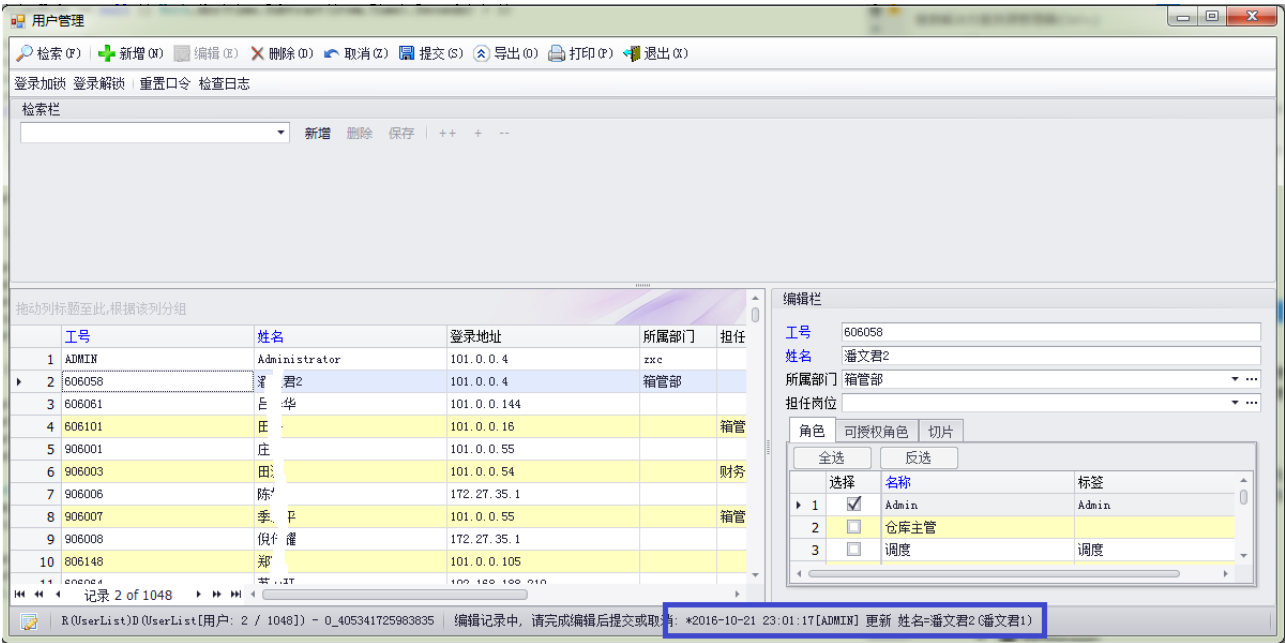 用户管理
检索(F) 新增(N) 编辑(E) 删除(D) 取消(Z) 提交(S) 导出(O) 打印(P) 退出(X)
登录加锁 登录解锁 重置口令 检查日志
检索栏
新增 删除 保存 ++ + --
拖动列标题至此,根据该列分组
工号 姓名 登录地址 所属部门 担任
1 ADMIN Administrator 101.0.0.4 zxc
2 606058 君2 101.0.0.4 箱管部
3 606061 华 101.0.0.144
4 606101 田 101.0.0.16 箱管
5 906001 庄 101.0.0.55
6 906003 田 101.0.0.54 财务
7 906006 陈 172.27.35.1
8 906007 季 平 101.0.0.55 箱管
9 906008 倪 172.27.35.1
10 806148 郑 101.0.0.105
11
记录 2 of 1048
编辑栏
工号 606058
姓名 潘文君2
所属部门 箱管部
担任岗位
角色 可授权角色 切片
全选 反选
选择 名称 标签
1 Admin Admin
2 仓库主管
3 调度 调度
R(UserList)D(UserList[用户: 2 / 1048]) - 0_105341725983835 编辑记录中, 请完成编辑后提交或取消: *2016-10-21 23:01:17[ADMIN] 更新 姓名=潘文君2(潘文君1)